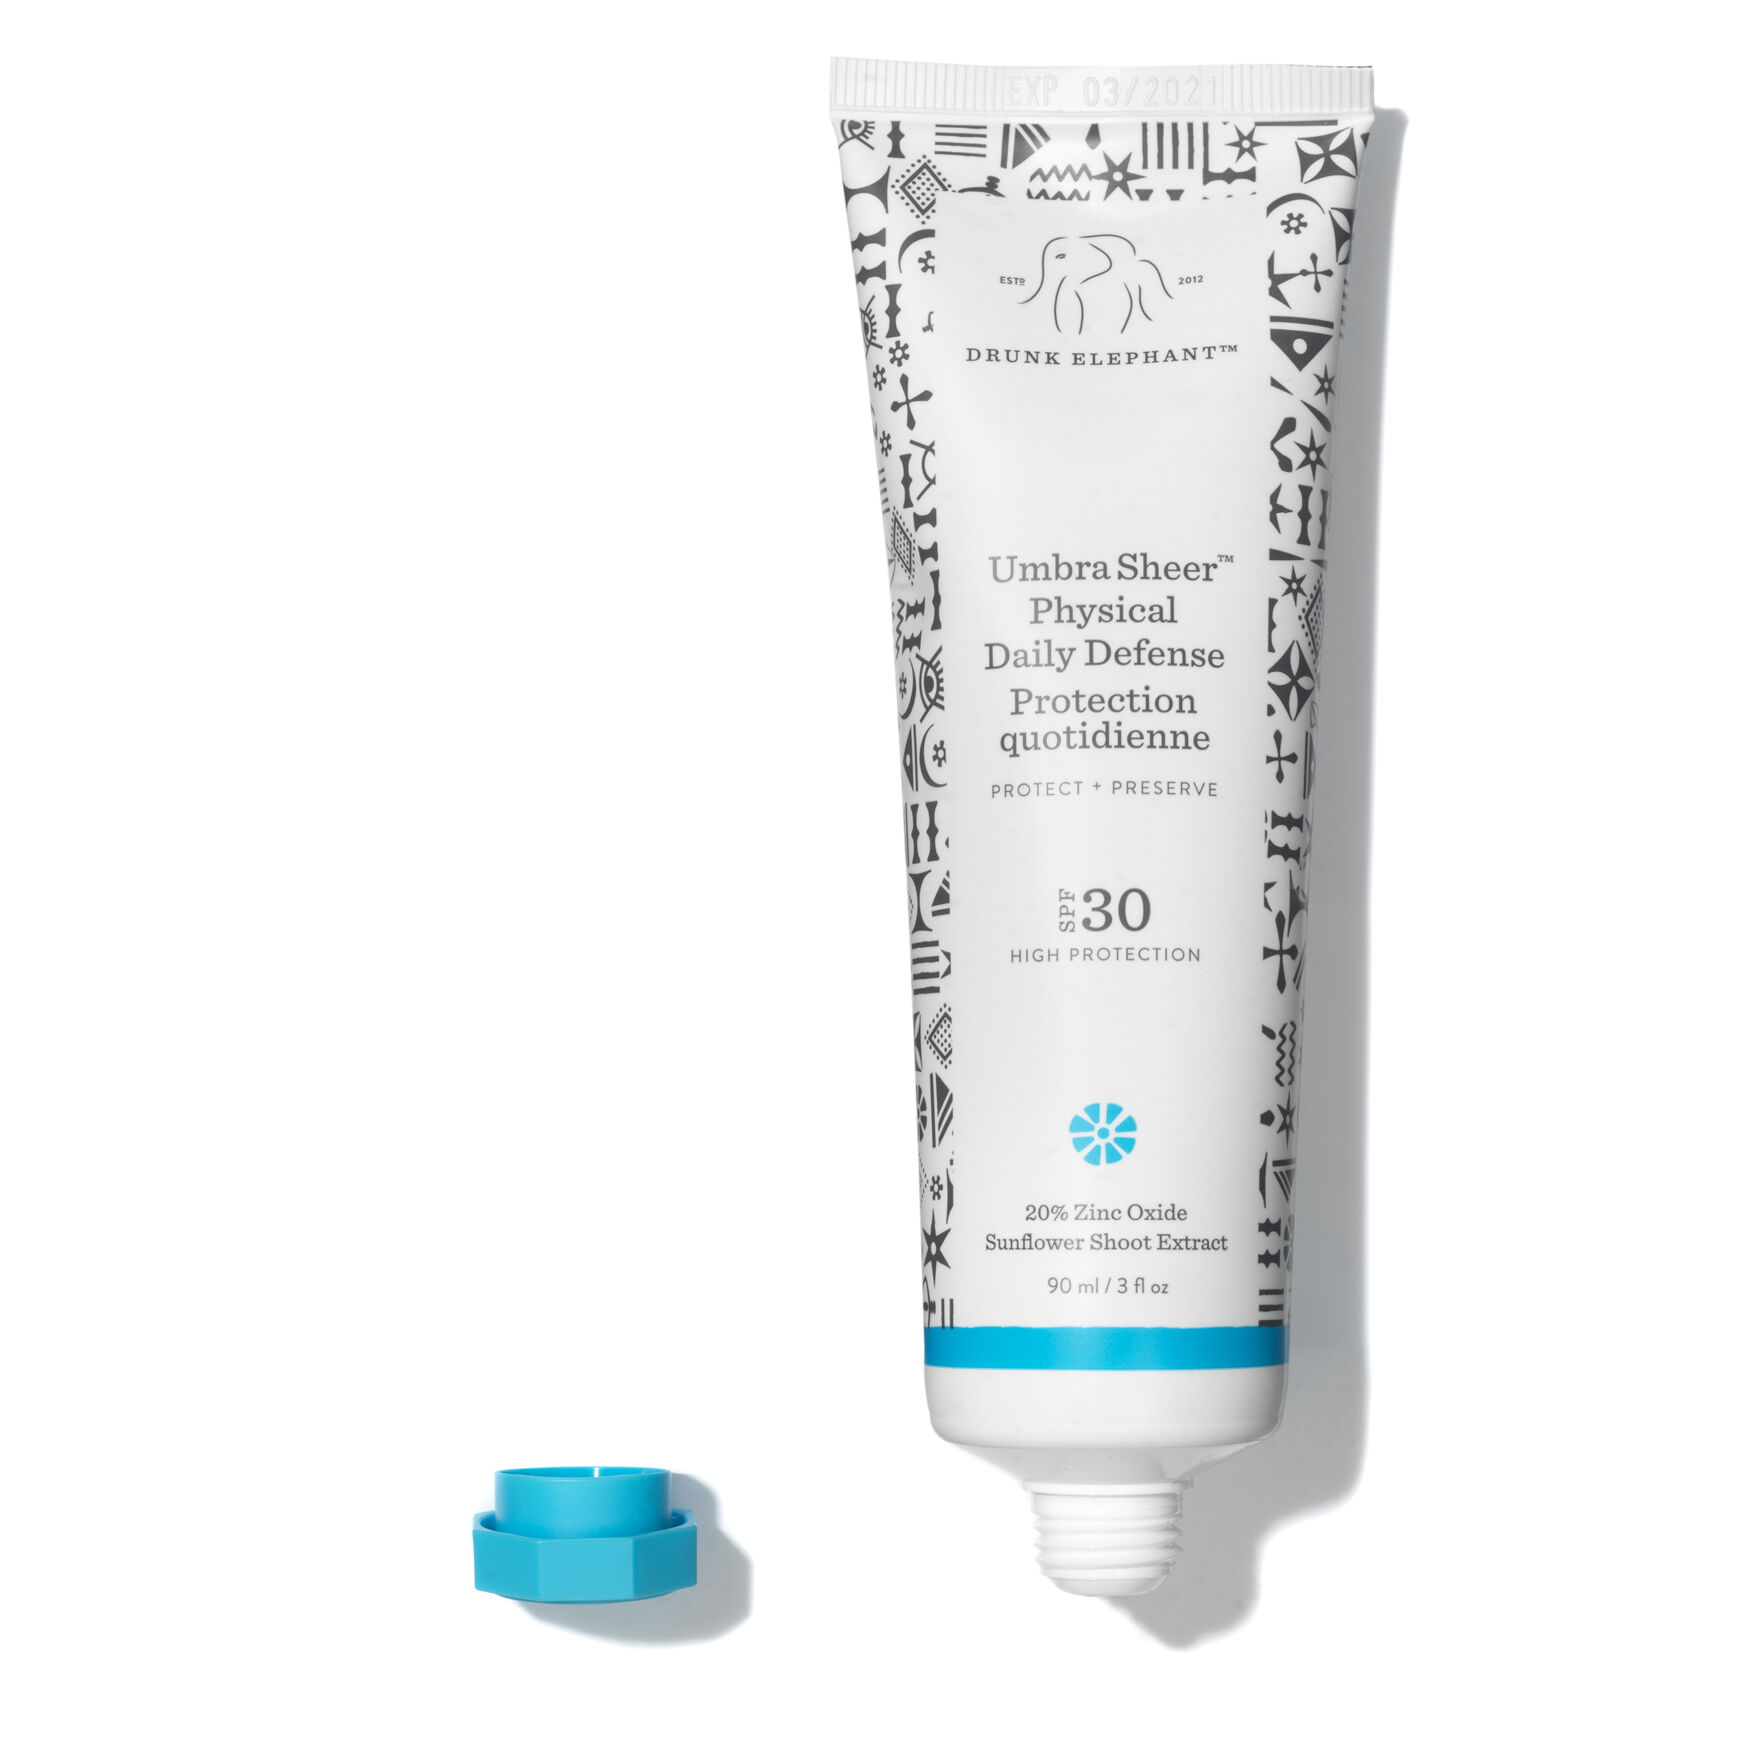 EXP 03/2021
ESTD 2012
DRUNK ELEPHANT™
Umbra Sheer™
Physical
Daily Defense
Protection
quotidienne
PROTECT + PRESERVE
SPF 30
HIGH PROTECTION
20% Zinc Oxide
Sunflower Shoot Extract
90 ml / 3 fl oz